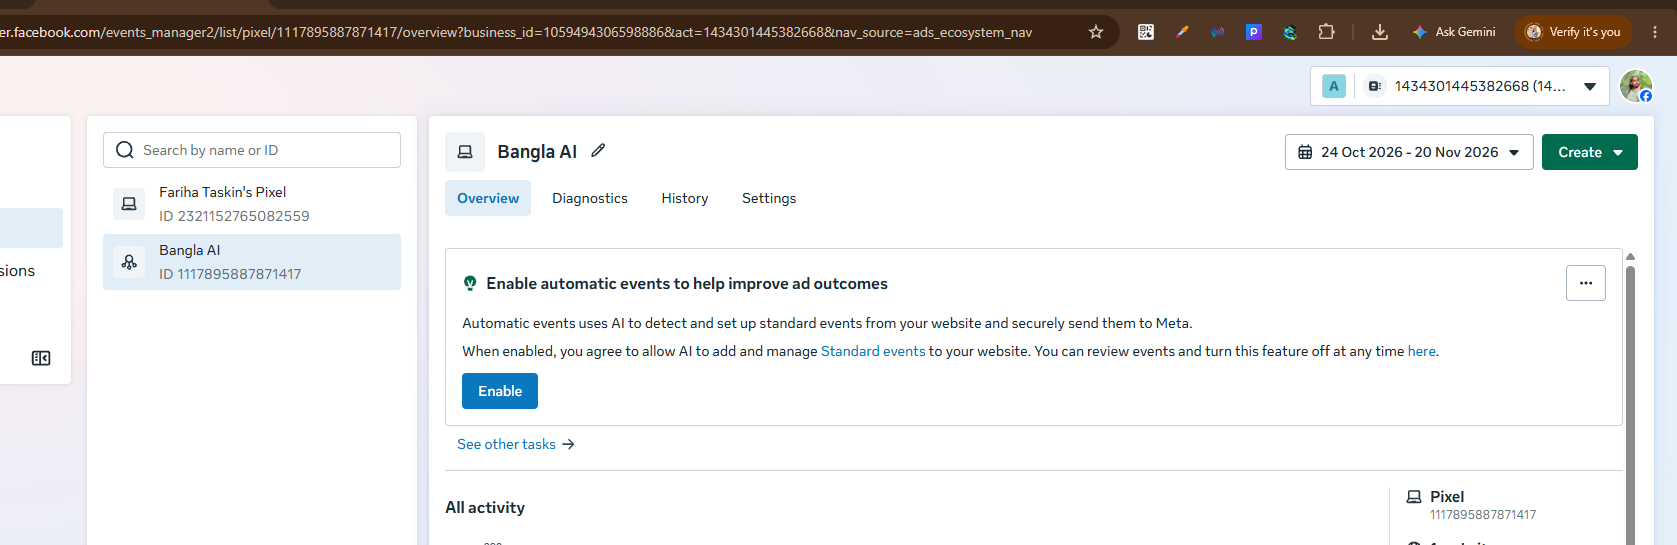 er.facebook.com/events_manager2/list/pixel/1117895887871417/overview?business_id=1059494306598886&act=1434301445382668&nav_source=ads_ecosystem_nav
Ask Gemini
Verify it's you
A
1434301445382668 (14...
Search by name or ID
Fariha Taskin's Pixel
ID 2321152765082559
Bangla AI
ID 1117895887871417
sions
Bangla AI
24 Oct 2026 - 20 Nov 2026
Create
Overview
Diagnostics
History
Settings
Enable automatic events to help improve ad outcomes
Automatic events uses AI to detect and set up standard events from your website and securely send them to Meta.
When enabled, you agree to allow AI to add and manage Standard events to your website. You can review events and turn this feature off at any time here.
Enable
See other tasks
All activity
Pixel
1117895887871417